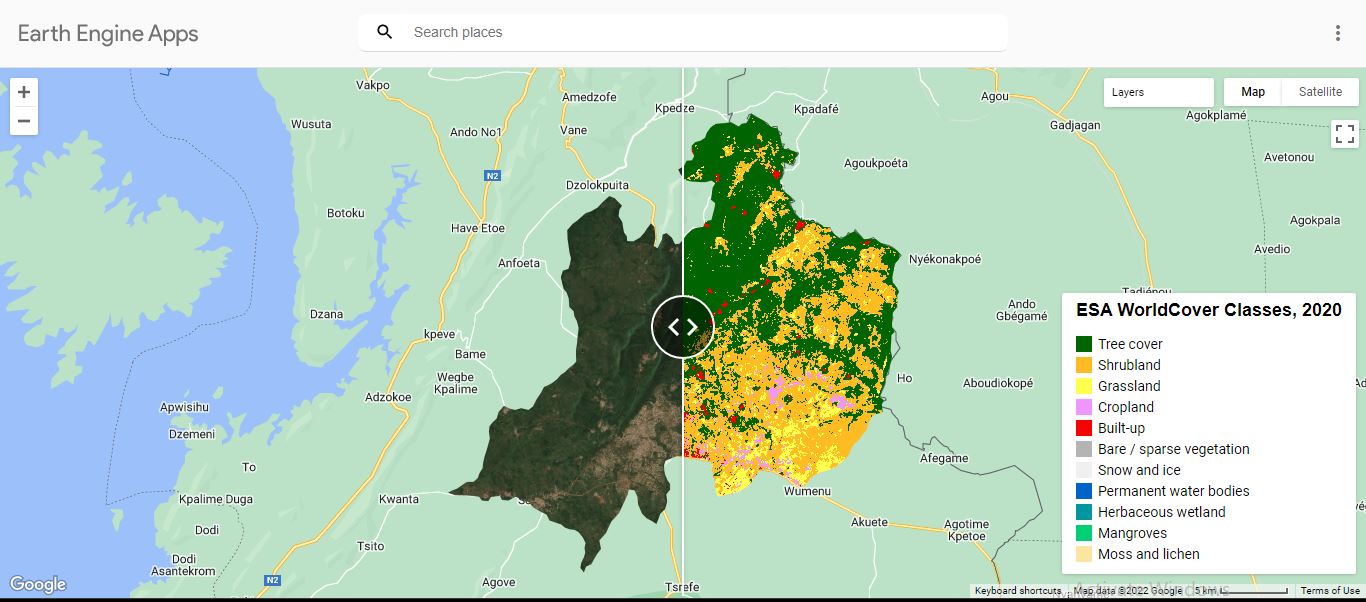 Earth Engine Apps
Search places
+
−
Layers
Map
Satellite
Vakpo
Amedzofe
Kpedze
Kpadafé
Agou
Gadjagan
Agokplamé
Wusuta
Ando No1
Vane
Avetonou
Agoukpoéta
N2
Dzolokpuita
Botoku
Have Etoe
Agokpala
Avedio
Anfoeta
Nyékonakpoé
Tadiénou
Dzana
Ando
Gbégamé
kpeve
Bame
Wegbe
Kpalime
Ho
Aboudiokopé
Adzokoe
Apwisihu
Dzemeni
Afegame
To
Kpalime Duga
Kwanta
Wumenu
Dodi
Akuete
Agotime
Kpetoe
Tsito
Dodi
Asantekrom
N2
Agove
Tsrefe
ESA WorldCover Classes, 2020
Tree cover
Shrubland
Grassland
Cropland
Built-up
Bare / sparse vegetation
Snow and ice
Permanent water bodies
Herbaceous wetland
Mangroves
Moss and lichen
Google
Activate Windows
Keyboard shortcuts
Map data ©2022 Google
5 km
Terms of Use